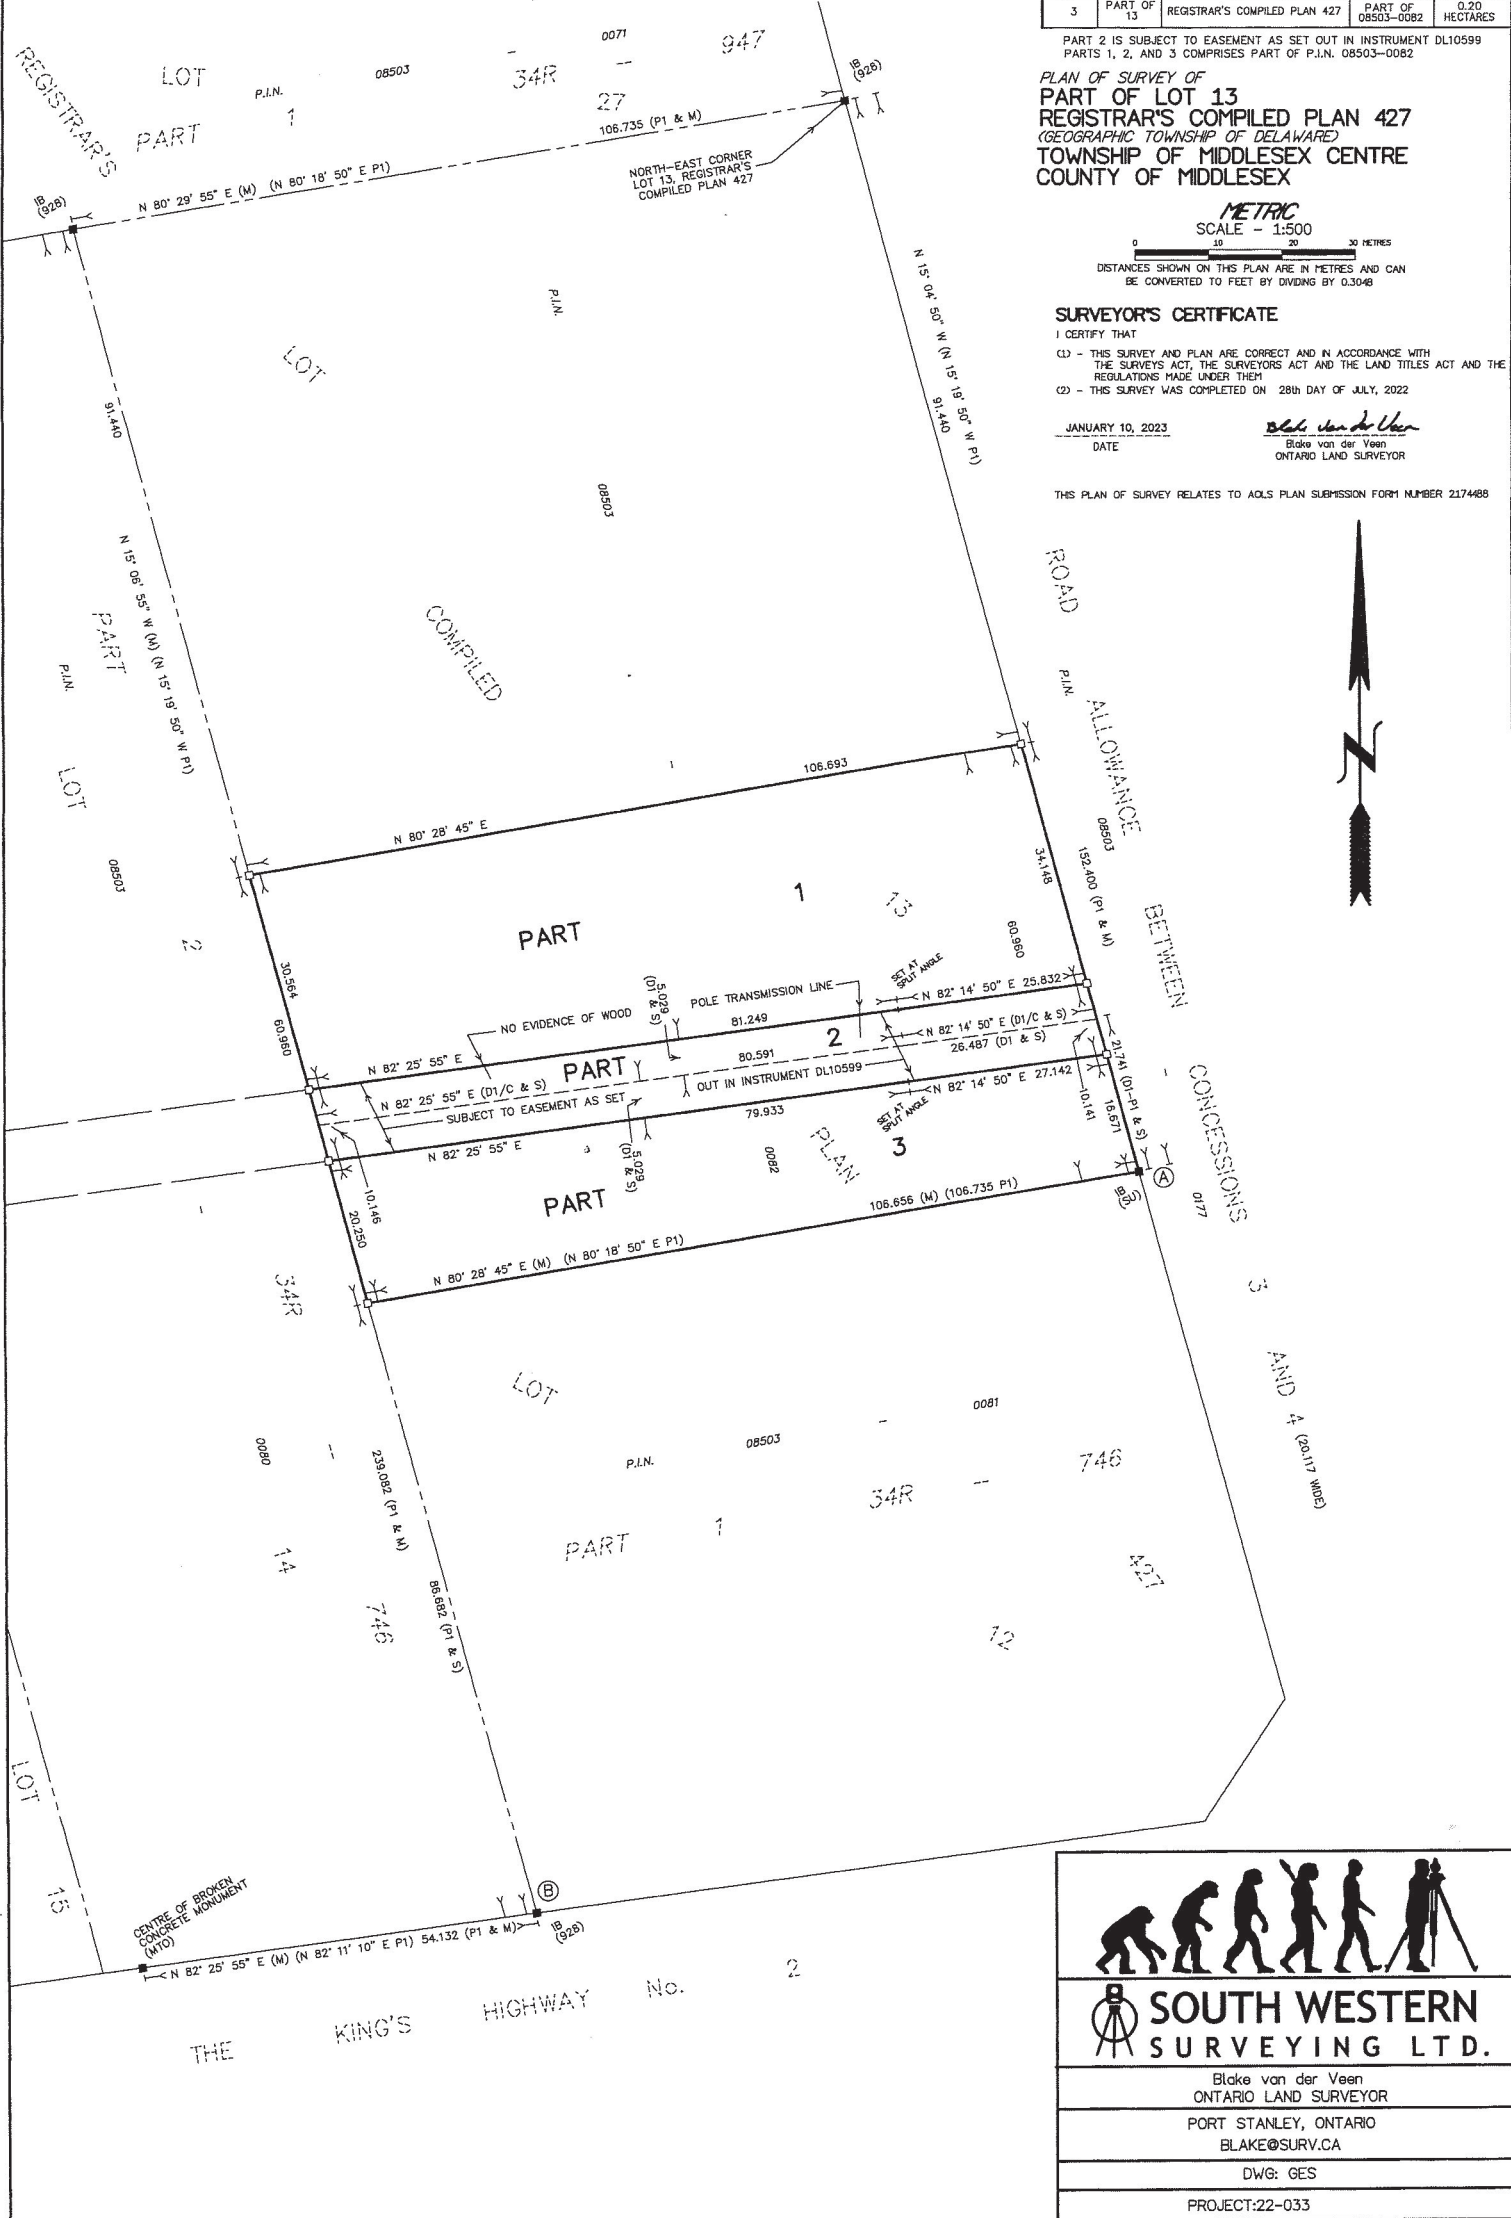 3
PART OF
13
REGISTRAR'S COMPILED PLAN 427
PART OF
08503-0082
0.20
HECTARES
PART 2 IS SUBJECT TO EASEMENT AS SET OUT IN INSTRUMENT DL10599
PARTS 1, 2, AND 3 COMPRISES PART OF P.I.N. 08503-0082
PLAN OF SURVEY OF
PART OF LOT 13
REGISTRAR'S COMPILED PLAN 427
(GEOGRAPHIC TOWNSHIP OF DELAWARE)
TOWNSHIP OF MIDDLESEX CENTRE
COUNTY OF MIDDLESEX
METRIC
SCALE - 1:500
0 10 20 30 METRES
DISTANCES SHOWN ON THIS PLAN ARE IN METRES AND CAN
BE CONVERTED TO FEET BY DIVIDING BY 0.3048
SURVEYOR'S CERTIFICATE
I CERTIFY THAT
(1) - THIS SURVEY AND PLAN ARE CORRECT AND IN ACCORDANCE WITH
THE SURVEYS ACT, THE SURVEYORS ACT AND THE LAND TITLES ACT AND THE
REGULATIONS MADE UNDER THEM
(2) - THIS SURVEY WAS COMPLETED ON 28th DAY OF JULY, 2022
JANUARY 10, 2023
DATE
Blake van der Veen
Blake van der Veen
ONTARIO LAND SURVEYOR
THIS PLAN OF SURVEY RELATES TO AOLS PLAN SUBMISSION FORM NUMBER 2174488
REGISTRAR'S
LOT
P.I.N.
08503
-
0071
PART
1
34R
--
947
27
IB
(928)
106.735 (P1 & M)
N 80° 29' 55" E (M) (N 80° 18' 50" E P1)
NORTH-EAST CORNER
LOT 13, REGISTRAR'S
COMPILED PLAN 427
IB
(928)
N 15° 04' 50" W (N 15° 19' 50" W P1)
91.440
P.I.N.
LOT
91.440
08503
N 15° 06' 55" W (M) (N 15° 19' 50" W P1)
PART
P.I.N.
COMPILED
ROAD
P.I.N.
ALLOWANCE
LOT
106.693
N 80° 28' 45" E
08503
08503
34.148
152.400 (P1 & M)
2
1
13
PART
60.960
BETWEEN
30.564
60.960
SET AT
SPLIT ANGLE
N 82° 14' 50" E 25.832
5.029
(D1 & S)
POLE TRANSMISSION LINE
NO EVIDENCE OF WOOD
81.249
N 82° 25' 55" E
2
N 82° 14' 50" E (D1/C & S)
26.487 (D1 & S)
PART
80.591
N 82° 25' 55" E (D1/C & S)
OUT IN INSTRUMENT DL10599
SUBJECT TO EASEMENT AS SET
N 82° 14' 50" E 27.142
21.741 (D1-P1 & S)
10.141
16.671
79.933
SET AT
SPLIT ANGLE
N 82° 25' 55" E
5.029
(D1 & S)
0082
PLAN
3
CONCESSIONS
10.146
20.250
PART
106.656 (M) (106.735 P1)
A
IB
(SU)
0177
N 80° 28' 45" E (M) (N 80° 18' 50" E P1)
34R
3
AND
4 (20.117 WIDE)
LOT
P.I.N.
08503
-
0081
0080
239.082 (P1 & M)
34R
--
746
PART
1
14
427
746
86.682 (P1 & S)
12
LOT
15
CENTRE OF BROKEN
CONCRETE MONUMENT
(MTO)
B
IB
(928)
N 82° 25' 55" E (M) (N 82° 11' 10" E P1) 54.132 (P1 & M)
THE KING'S HIGHWAY No. 2
SOUTH WESTERN
SURVEYING LTD.
Blake van der Veen
ONTARIO LAND SURVEYOR
PORT STANLEY, ONTARIO
BLAKE@SURV.CA
DWG: GES
PROJECT:22-033